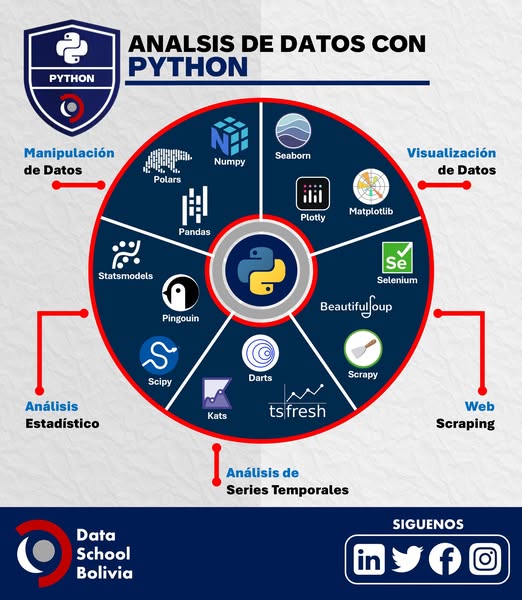 PYTHON
ANALSIS DE DATOS CON
PYTHON
Manipulación
de Datos
Polars
Numpy
Pandas
Seaborn
Plotly
Matplotlib
Visualización
de Datos
Statsmodels
Pingouin
Scipy
Se
Selenium
BeautifulSoup
Scrapy
Darts
Kats
tsfresh
Análisis
Estadístico
Web
Scraping
Análisis de
Series Temporales
Data
School
Bolivia
SIGUENOS
in